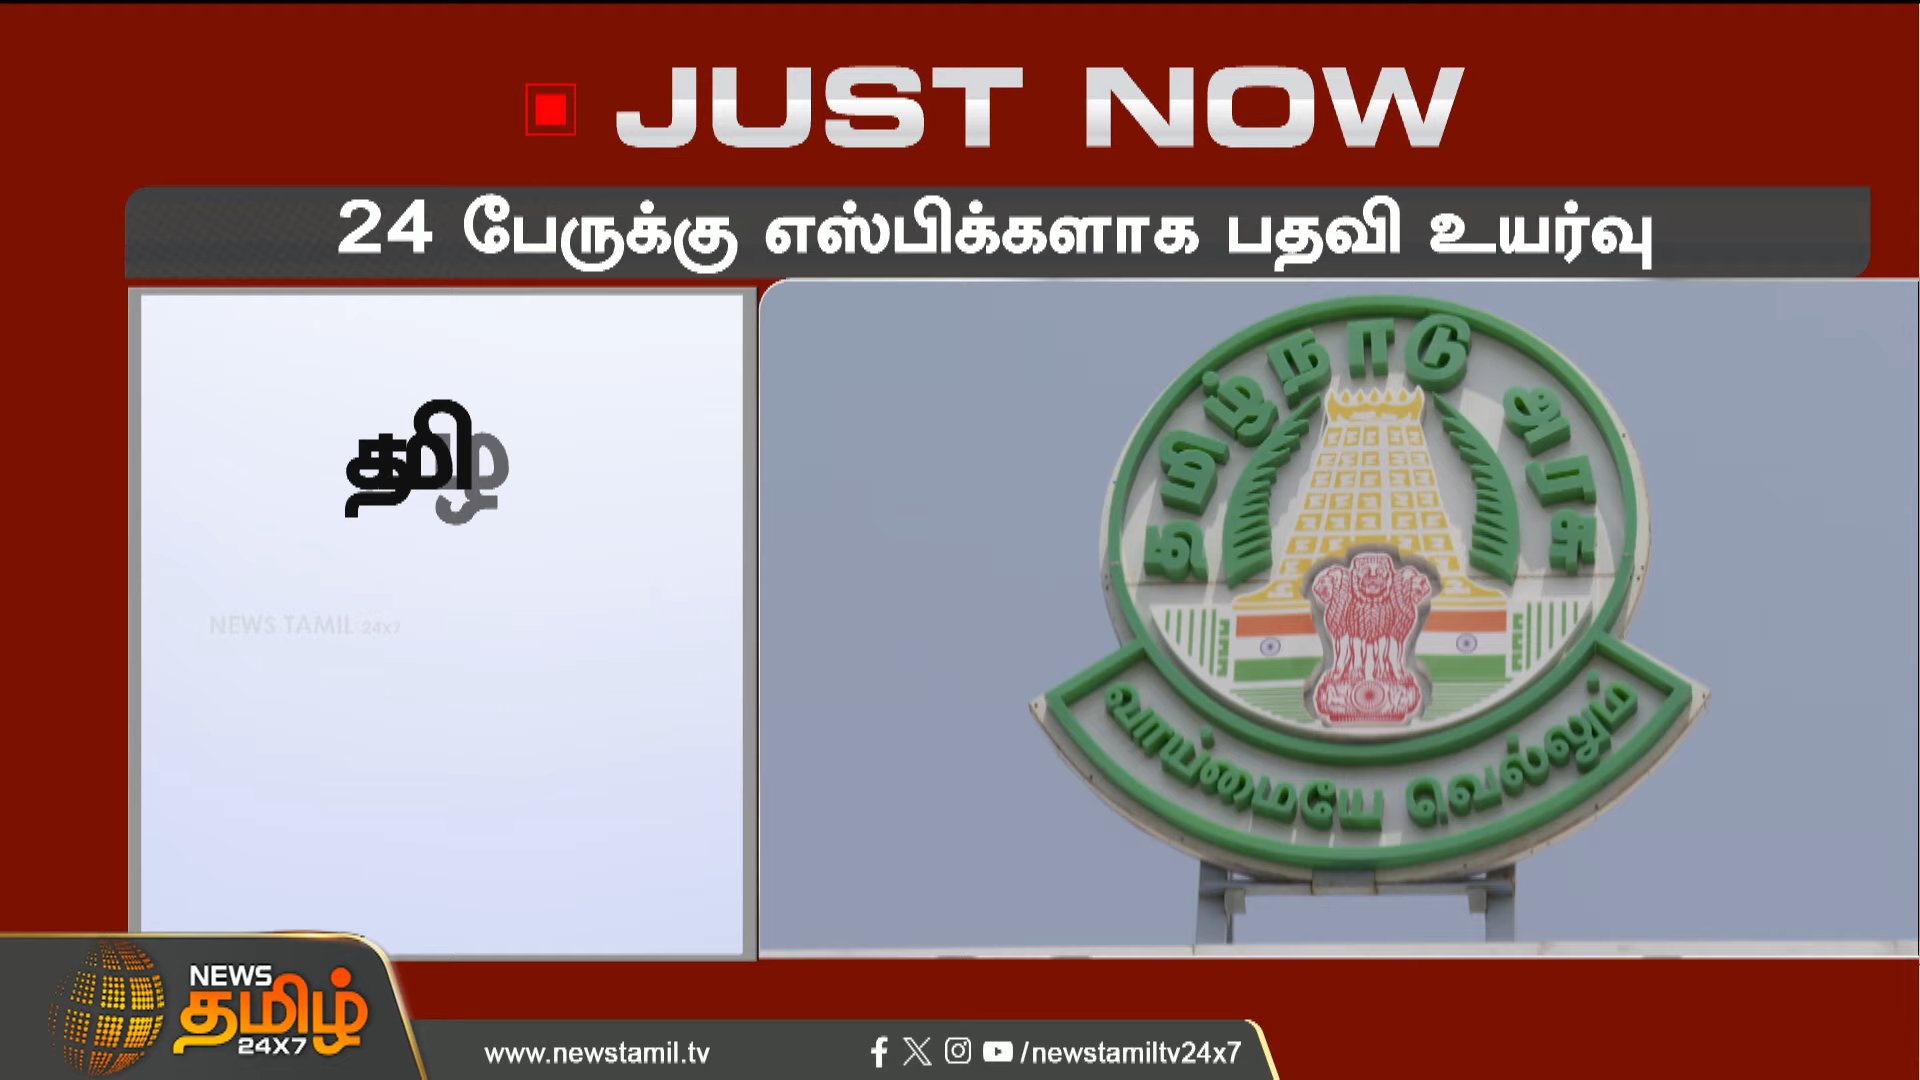 JUST NOW
24 பேருக்கு எஸ்பிக்களாக பதவி உயர்வு
தமிழ்நாடு அரசு
வாய்மையே வெல்லும்
NEWS TAMIL 24x7
NEWS
தமிழ்
24X7
www.newstamil.tv
/newstamiltv24x7